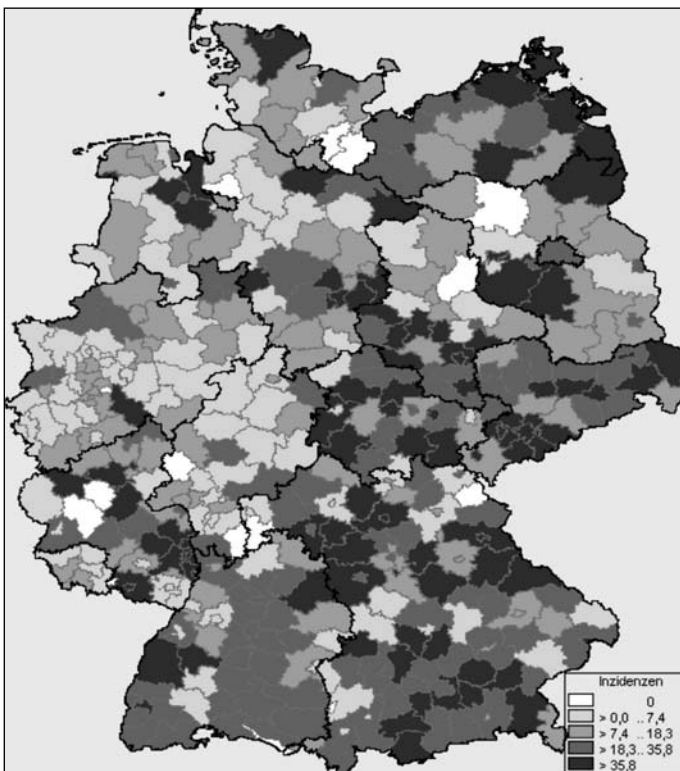 Inzidenzen
0
> 0,0 .. 7,4
> 7,4 .. 18,3
> 18,3.. 35,8
> 35,8